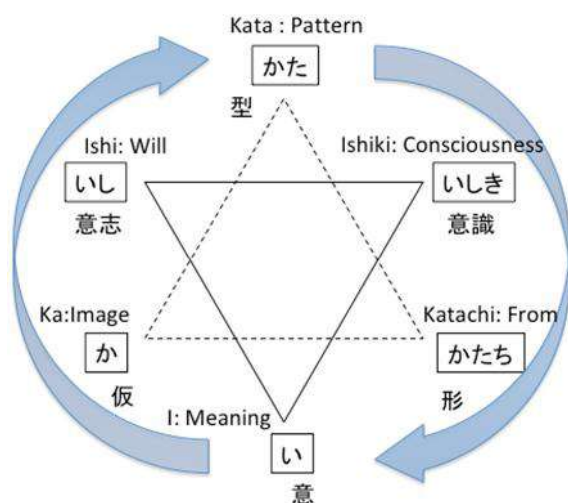 Kata : Pattern
かた
型
Ishi: Will
いし
意志
Ishiki: Consciousness
いしき
意識
Ka:Image
か
仮
Katachi: From
かたち
形
I: Meaning
い
意